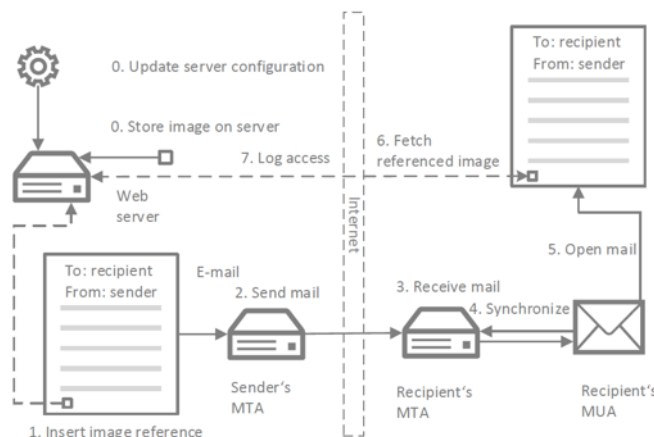 0. Update server configuration
0. Store image on server
7. Log access
6. Fetch
referenced image
To: recipient
From: sender
Web
server
Internet
To: recipient
From: sender
E-mail
2. Send mail
3. Receive mail
4. Synchronize
5. Open mail
Sender's
MTA
Recipient's
MTA
Recipient's
MUA
1. Insert image reference